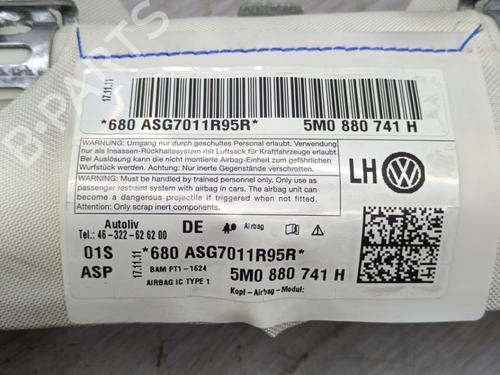 17.11.11
*680 ASG7011R95R*
5M0 880 741 H
WARNUNG: Umgang nur durch geschultes Personal. Verwendung
nur als Insassen-Rückhaltesystem mit Luftsack für Kraftfahrzeuge erlaubt.
Bei Auslösung kann die nicht montierte Airbag-Einheit zum gefährlichen
Wurfstück werden. Achtung: Nur inerte Gegenstände verschrotten.
WARNING: Must be handled by trained personnel only. Use only as
passenger restraint system with airbag in cars. The airbag unit can
become a dangerous projectile if triggered when not mounted.
Attention: Only scrap inert components.
LH
Autoliv
Tel.: 46-322-62 62 00
DE
Airbag
01S
ASP
17.11.11
*680 ASG7011R95R*
BAM PT1-1624
AIRBAG IC TYPE 1
5M0 880 741 H
Kopf-Airbag-Modul: